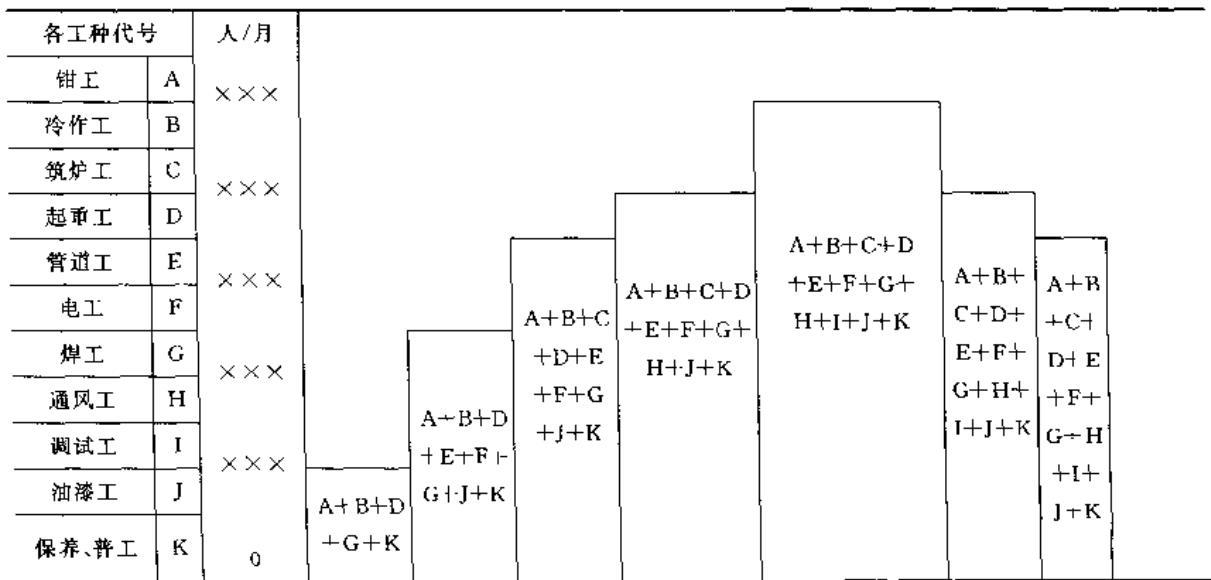 各工种代号 人/月
钳工 A
×××
冷作工 B
筑炉工 C
×××
起重工 D
管道工 E
×××
电工 F
焊工 G
×××
通风工 H
调试工 I
×××
油漆工 J
保养、普工 K
0
A+B+D
+G+K
A+B+D
+E+F+
G+J+K
A+B+C
+D+E
+F+G
+J+K
A+B+C+D
+E+F+G+
H+J+K
A+B+C+D
+E+F+G+
H+I+J+K
A+B+
C+D+
E+F+
G+H+
I+J+K
A+B
+C+
D+E
+F+
G+H
+I+
J+K